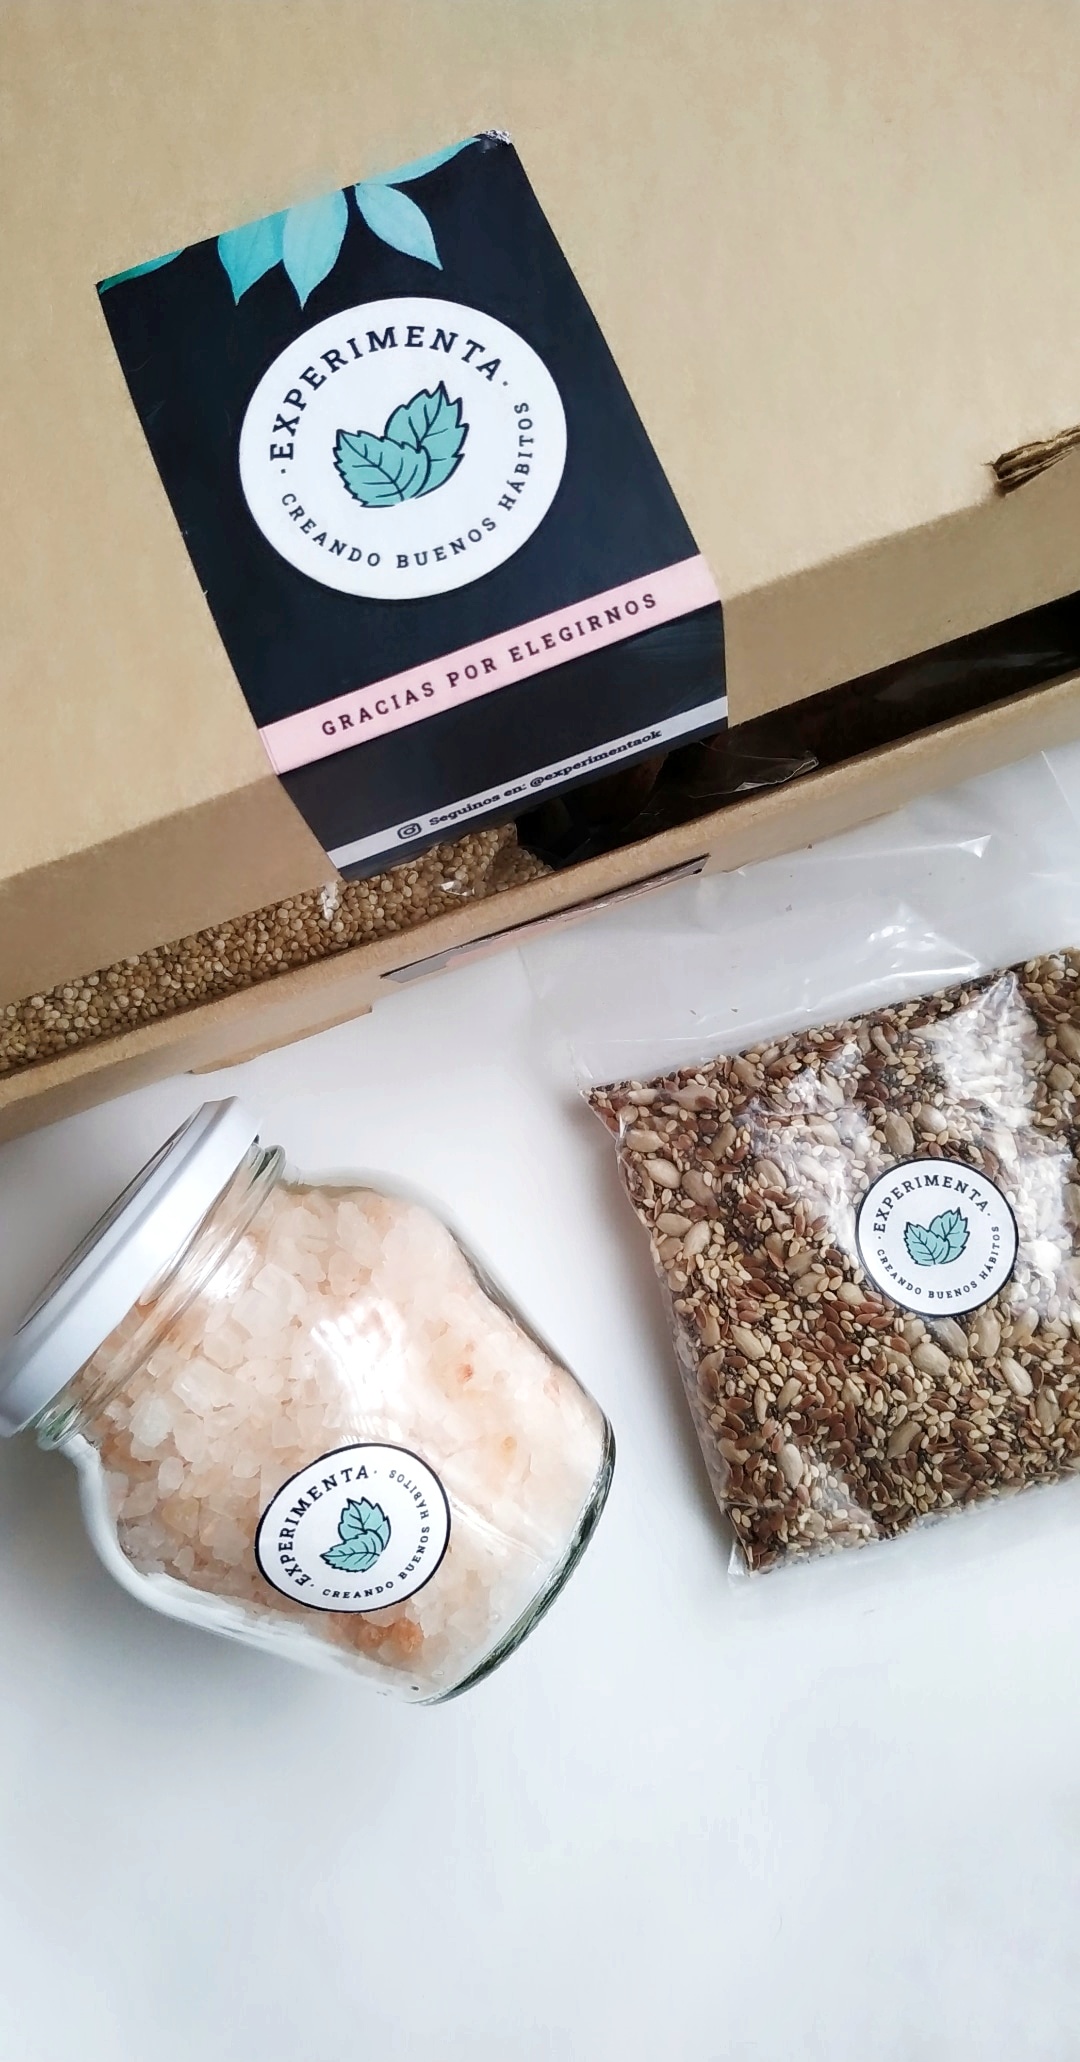 · EXPERIMENTA ·
CREANDO BUENOS HÁBITOS
GRACIAS POR ELEGIRNOS
Seguinos en: @experimentaok
· EXPERIMENTA ·
CREANDO BUENOS HÁBITOS
· EXPERIMENTA ·
CREANDO BUENOS HÁBITOS